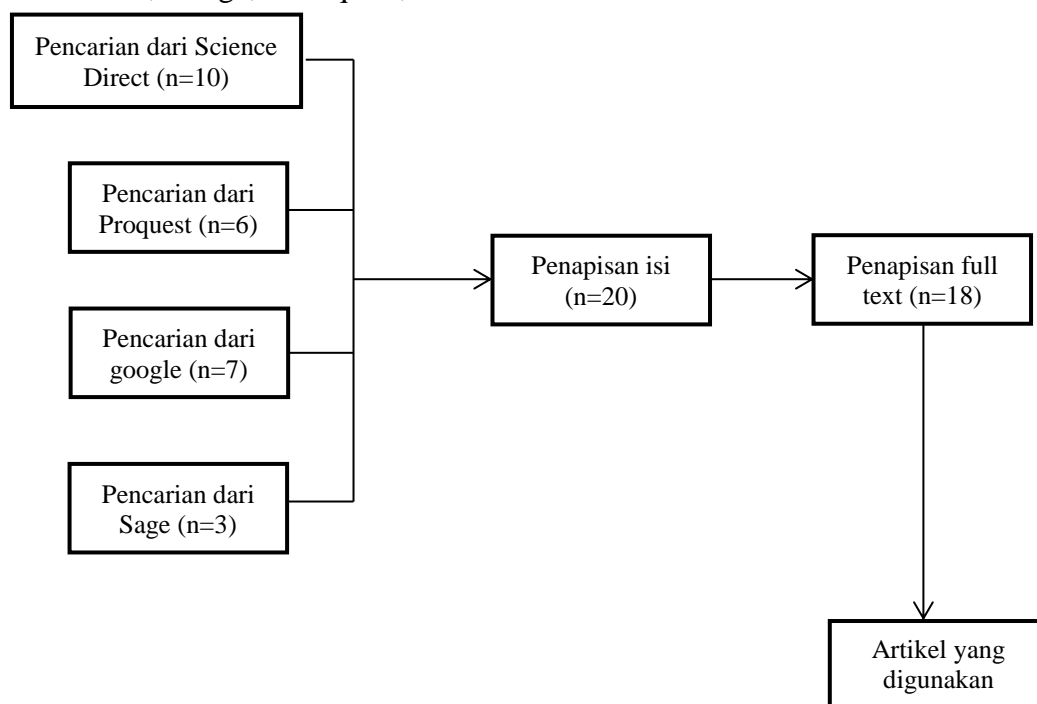 Pencarian dari Science
Direct (n=10)
Pencarian dari
Proquest (n=6)
Pencarian dari
google (n=7)
Pencarian dari
Sage (n=3)
Penapisan isi
(n=20)
Penapisan full
text (n=18)
Artikel yang
digunakan